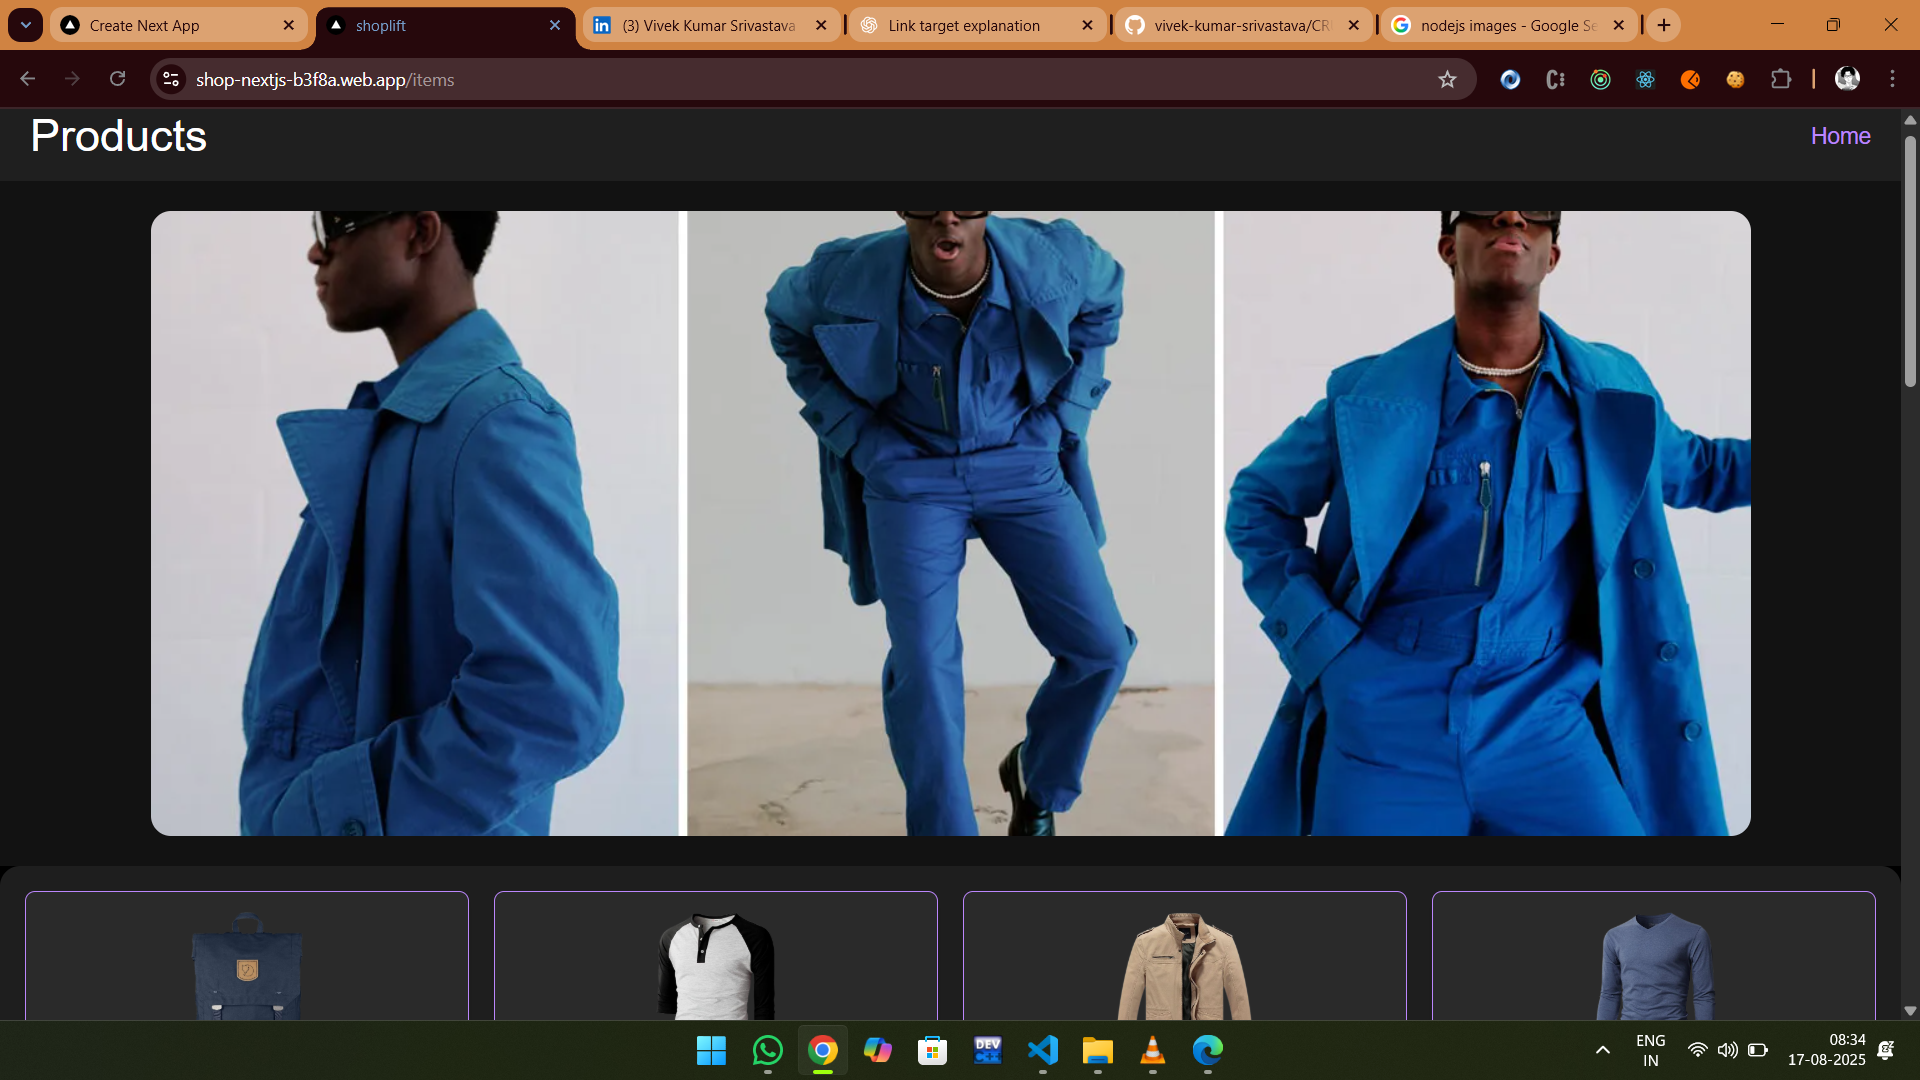 Create Next App
shoplift
(3) Vivek Kumar Srivastava
Link target explanation
vivek-kumar-srivastava/CR
nodejs images - Google Se
shop-nextjs-b3f8a.web.app/items
Products
Home
DEV
ENG
IN
08:34
17-08-2025